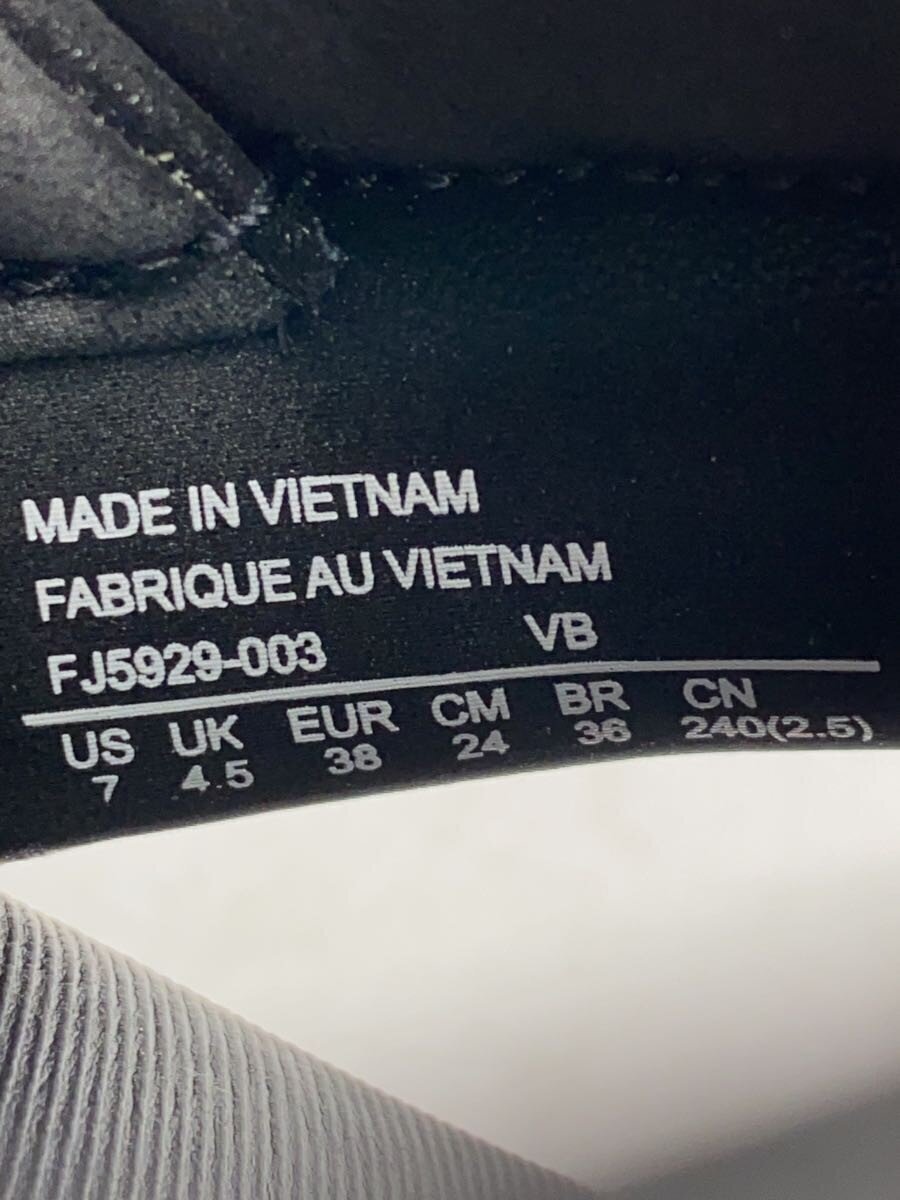 MADE IN VIETNAM
FABRIQUE AU VIETNAM
FJ5929-003 VB
US UK EUR CM BR CN
7 4.5 38 24 36 240(2.5)